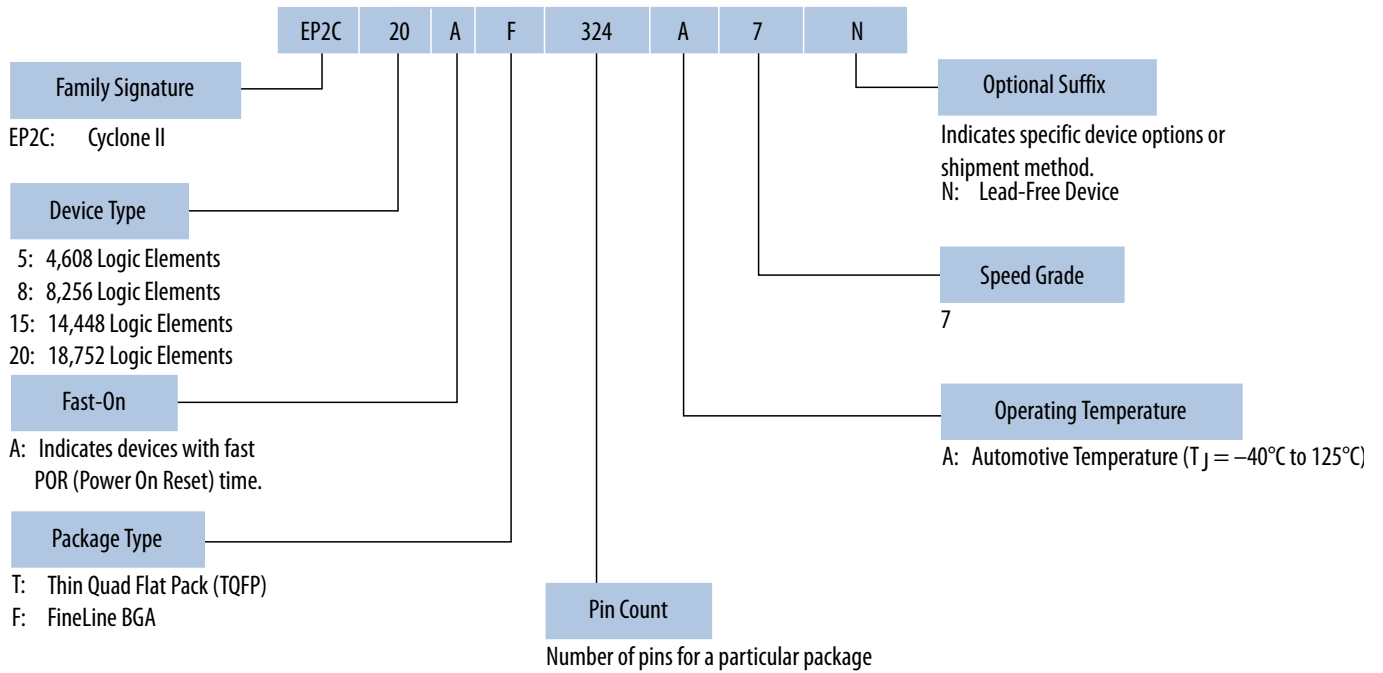 EP2C 20 A F 324 A 7 N
Family Signature
EP2C: Cyclone II
Device Type
5: 4,608 Logic Elements
8: 8,256 Logic Elements
15: 14,448 Logic Elements
20: 18,752 Logic Elements
Fast-On
A: Indicates devices with fast
POR (Power On Reset) time.
Package Type
T: Thin Quad Flat Pack (TQFP)
F: FineLine BGA
Pin Count
Number of pins for a particular package
Optional Suffix
Indicates specific device options or
shipment method.
N: Lead-Free Device
Speed Grade
7
Operating Temperature
A: Automotive Temperature (T J = –40°C to 125°C)